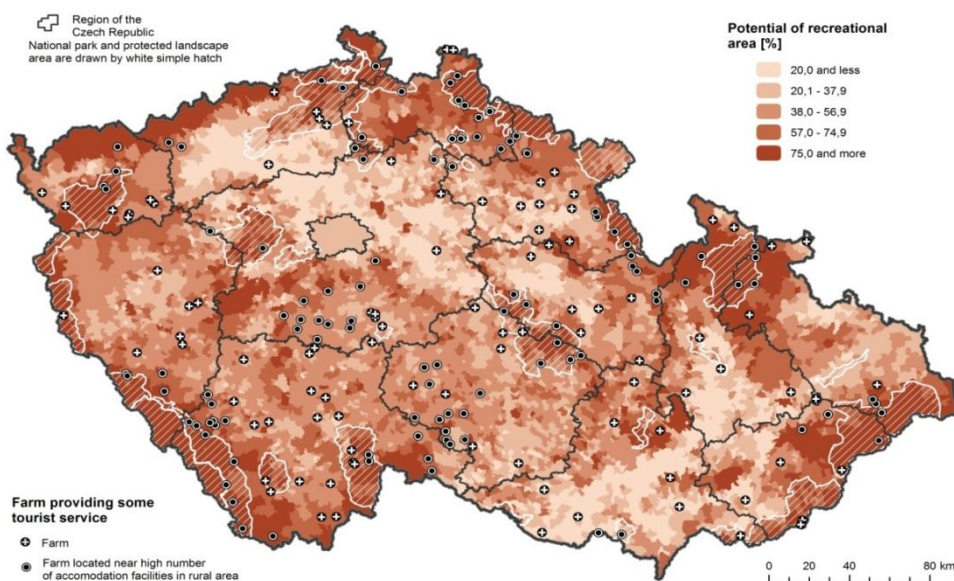 Region of the
Czech Republic
National park and protected landscape
area are drawn by white simple hatch
Potential of recreational
area [%]
20,0 and less
20,1 - 37,9
38,0 - 56,9
57,0 - 74,9
75,0 and more
Farm providing some
tourist service
Farm
Farm located near high number
of accomodation facilities in rural area
0 20 40 60 80 km